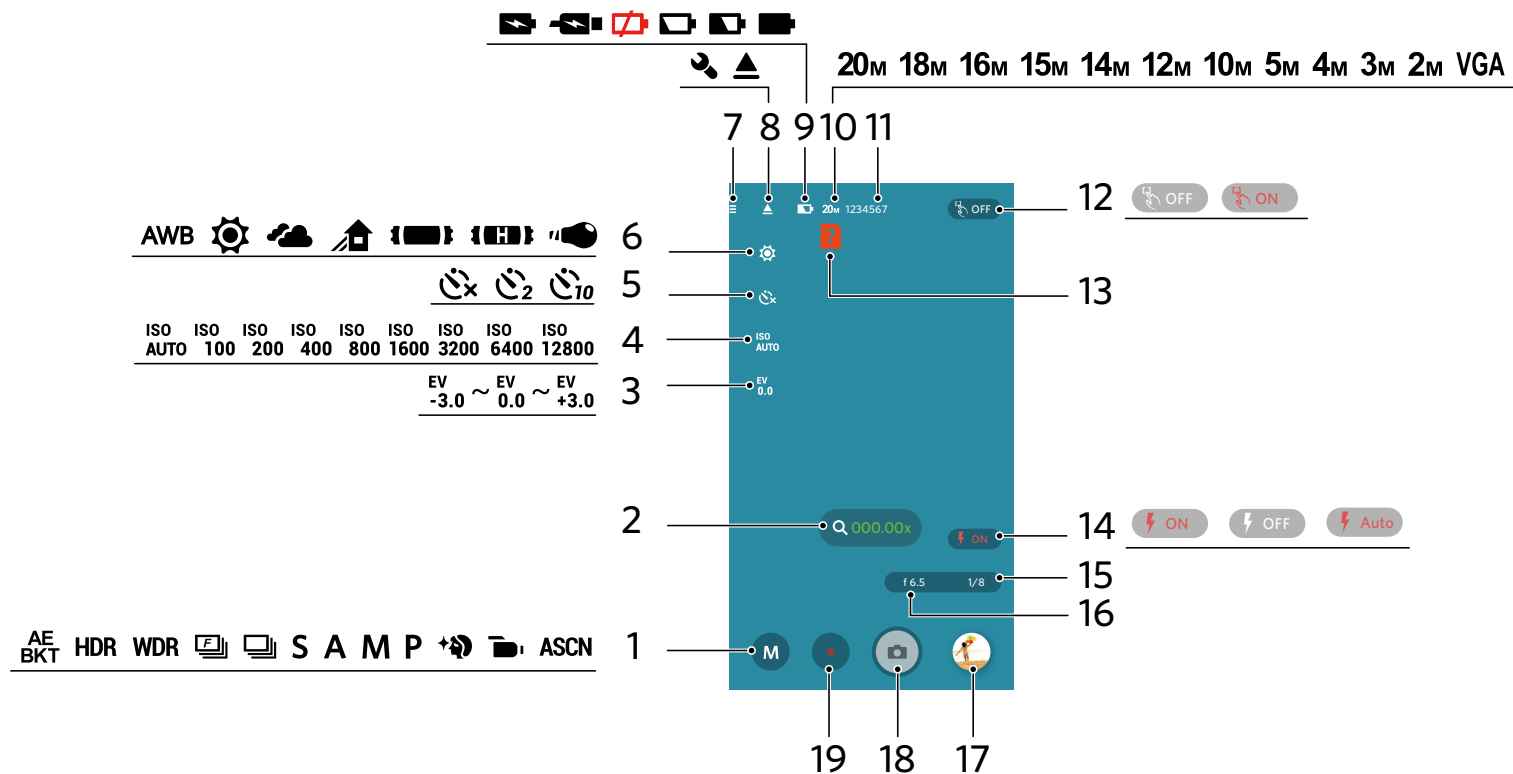 20M 18M 16M 15M 14M 12M 10M 5M 4M 3M 2M VGA
7 8 9 10 11
20M 1234567
OFF
12
OFF
ON
AWB
H
6
?
13
2
10
5
ISO AUTO
ISO 100
ISO 200
ISO 400
ISO 800
ISO 1600
ISO 3200
ISO 6400
ISO 12800
4
ISO
AUTO
EV -3.0 ~ EV 0.0 ~ EV +3.0
3
EV
0.0
2
000.00x
ON
14
ON
OFF
Auto
f 6.5
1/8
15
16
AE
BKT
HDR WDR F S A M P ASCN
1
M
19 18 17